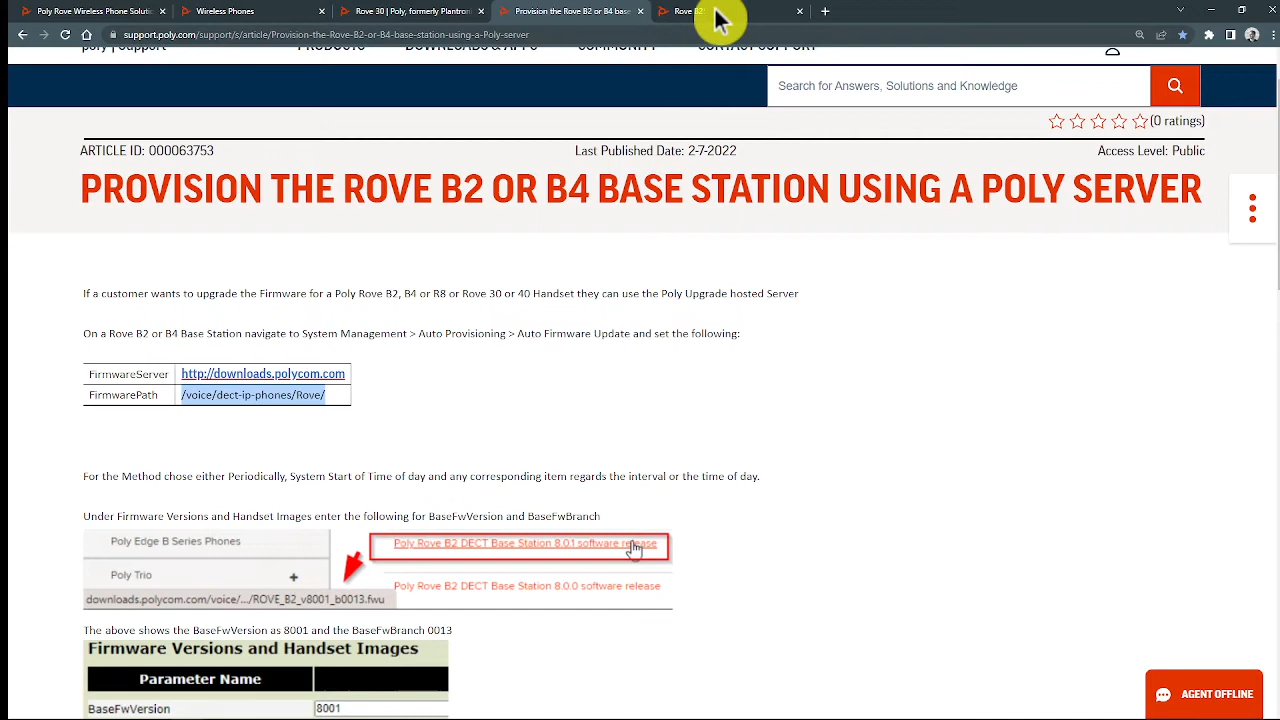 Poly Rove Wireless Phone Soluti
Wireless Phones
Rove 30 | Poly, formerly Plantron
Provision the Rove B2 or B4 base
Rove B2
support.poly.com/support/s/article/Provision-the-Rove-B2-or-B4-base-station-using-a-Poly-server
poly | Support
PRODUCTS
DOWNLOADS & APPS
COMMUNITY
CONTACT SUPPORT
Search for Answers, Solutions and Knowledge
(0 ratings)
ARTICLE ID: 000063753
Last Published Date: 2-7-2022
Access Level: Public
PROVISION THE ROVE B2 OR B4 BASE STATION USING A POLY SERVER
If a customer wants to upgrade the Firmware for a Poly Rove B2, B4 or R8 or Rove 30 or 40 Handset they can use the Poly Upgrade hosted Server
On a Rove B2 or B4 Base Station navigate to System Management > Auto Provisioning > Auto Firmware Update and set the following:
FirmwareServer http://downloads.polycom.com
FirmwarePath /voice/dect-ip-phones/Rove/
For the Method chose either Periodically, System Start of Time of day and any corresponding item regards the interval or the time of day.
Under Firmware Versions and Handset Images enter the following for BaseFwVersion and BaseFwBranch
Poly Edge B Series Phones
Poly Rove B2 DECT Base Station 8.0.1 software release
Poly Trio +
Poly Rove B2 DECT Base Station 8.0.0 software release
downloads.polycom.com/voice/.../ROVE_B2_v8001_b0013.fwu
The above shows the BaseFwVersion as 8001 and the BaseFwBranch 0013
Firmware Versions and Handset Images
Parameter Name
BaseFwVersion 8001
AGENT OFFLINE